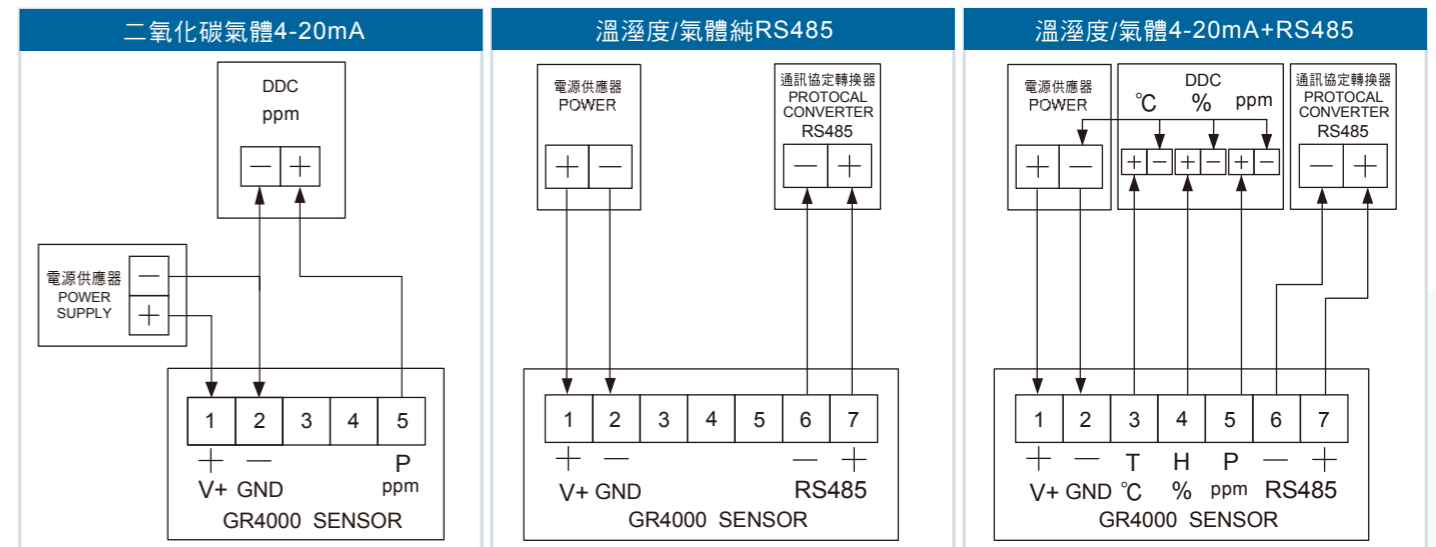 二氧化碳氣體4-20mA
DDC
ppm
− +
電源供應器
POWER
SUPPLY
−
+
1 2 3 4 5
+ − P
V+ GND ppm
GR4000 SENSOR
溫溼度/氣體純RS485
電源供應器
POWER
+ −
通訊協定轉換器
PROTOCAL
CONVERTER
RS485
− +
1 2 3 4 5 6 7
+ − − +
V+ GND RS485
GR4000 SENSOR
溫溼度/氣體4-20mA+RS485
電源供應器
POWER
+ −
DDC
℃ % ppm
+ − + − + −
通訊協定轉換器
PROTOCAL
CONVERTER
RS485
− +
1 2 3 4 5 6 7
+ − T H P − +
V+ GND ℃ % ppm RS485
GR4000 SENSOR